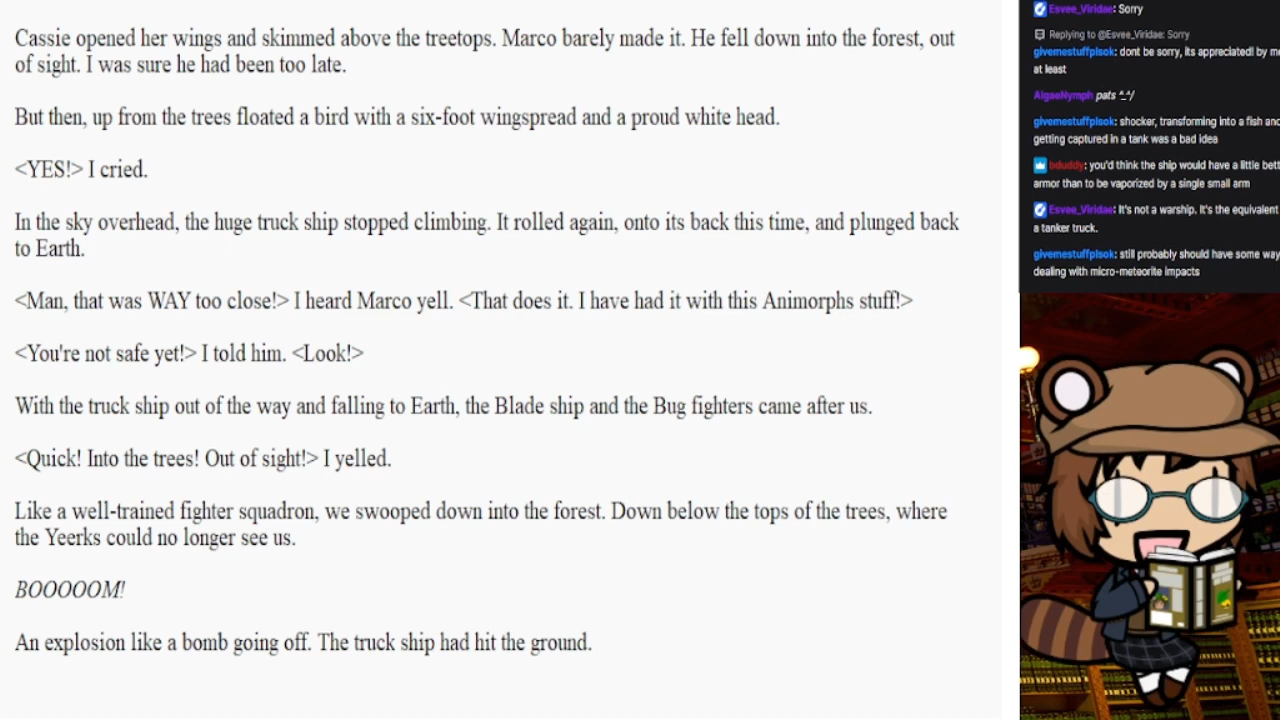 Cassie opened her wings and skimmed above the treetops. Marco barely made it. He fell down into the forest, out
of sight. I was sure he had been too late.
But then, up from the trees floated a bird with a six-foot wingspread and a proud white head.
<YES!> I cried.
In the sky overhead, the huge truck ship stopped climbing. It rolled again, onto its back this time, and plunged back
to Earth.
<Man, that was WAY too close!> I heard Marco yell. <That does it. I have had it with this Animorphs stuff!>
<You're not safe yet!> I told him. <Look!>
With the truck ship out of the way and falling to Earth, the Blade ship and the Bug fighters came after us.
<Quick! Into the trees! Out of sight!> I yelled.
Like a well-trained fighter squadron, we swooped down into the forest. Down below the tops of the trees, where
the Yeerks could no longer see us.
BOOOOOM!
An explosion like a bomb going off. The truck ship had hit the ground.
Esvee_Viridae: Sorry
Replying to @Esvee_Viridae: Sorry
givemestuffplsok: dont be sorry, its appreciated! by me
at least
AlgaeNymph pats ^_^/
givemestuffplsok: shocker, transforming into a fish and
getting captured in a tank was a bad idea
bduddy: you'd think the ship would have a little bett
armor than to be vaporized by a single small arm
Esvee_Viridae: It's not a warship. It's the equivalent
a tanker truck.
givemestuffplsok: still probably should have some way
dealing with micro-meteorite impacts